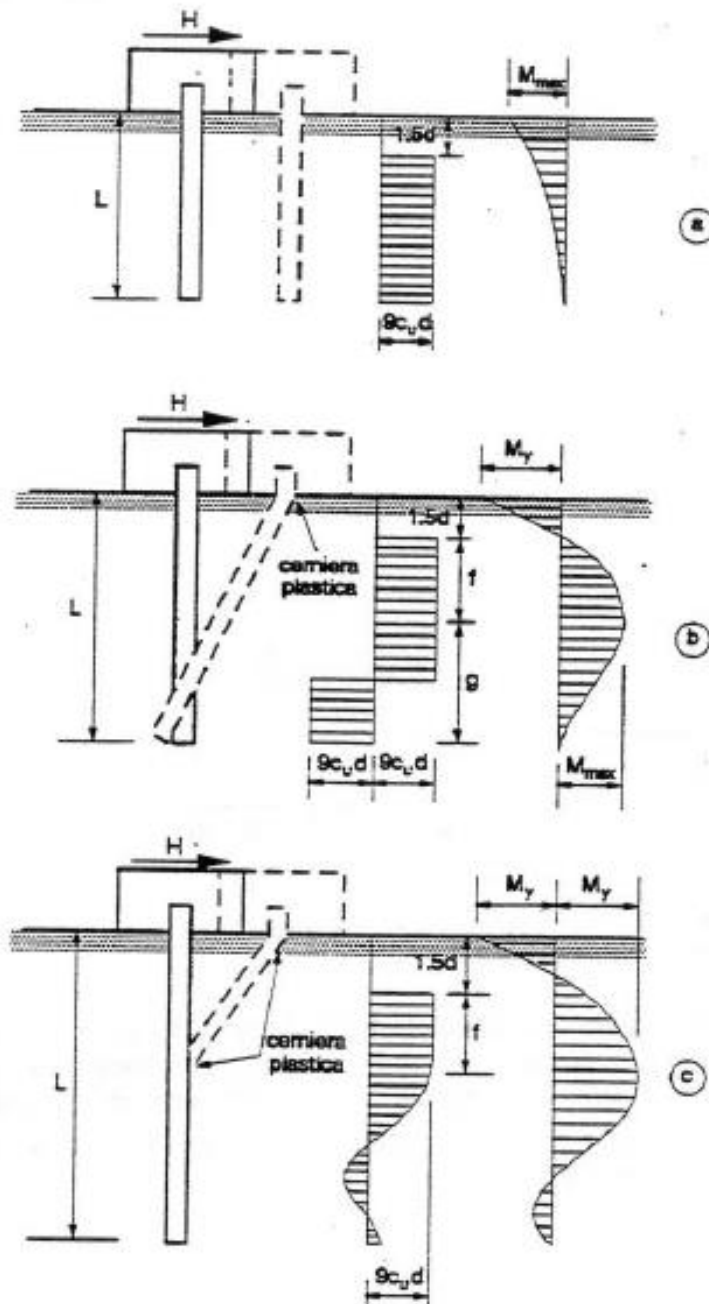 H
M_max
1.5d
L
9c_u d
a
H
M_y
1.5d
cerniera
plastica
f
L
g
9c_u d 9c_u d
M_max
b
H
M_y M_y
1.5d
f
cerniera
plastica
L
c
9c_u d